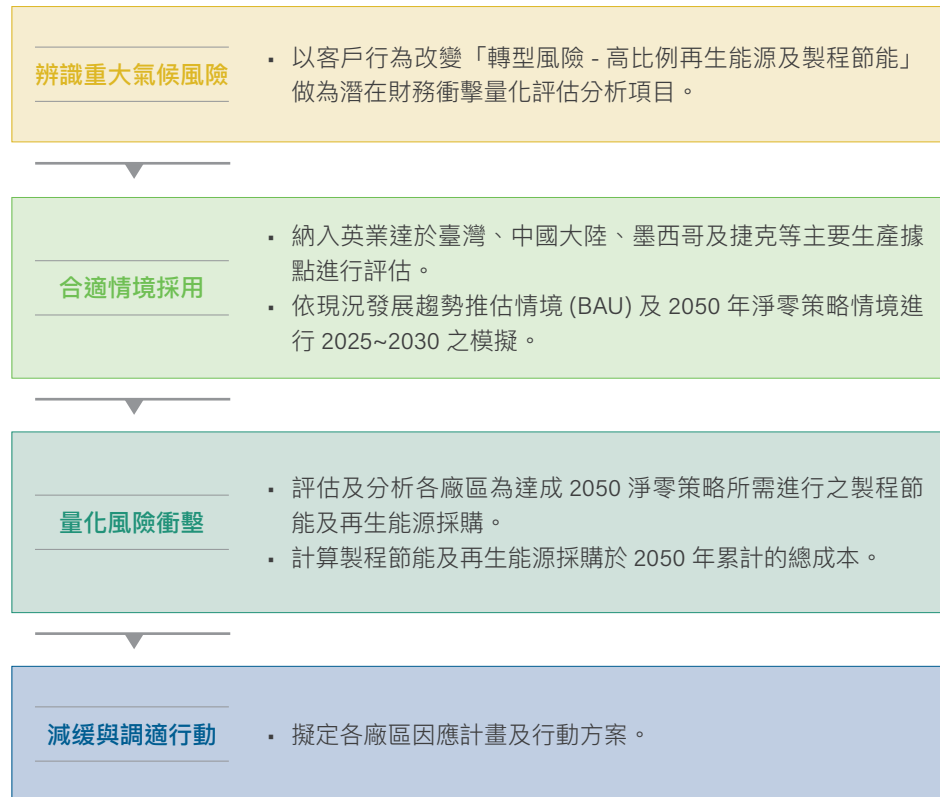 辨識重大氣候風險
▪ 以客戶行為改變「轉型風險 - 高比例再生能源及製程節能」
做為潛在財務衝擊量化評估分析項目。
合適情境採用
▪ 納入英業達於臺灣、中國大陸、墨西哥及捷克等主要生產據
點進行評估。
▪ 依現況發展趨勢推估情境 (BAU) 及 2050 年淨零策略情境進
行 2025~2030 之模擬。
量化風險衝擊
▪ 評估及分析各廠區為達成 2050 淨零策略所需進行之製程節
能及再生能源採購。
▪ 計算製程節能及再生能源採購於 2050 年累計的總成本。
減缓與調適行動
▪ 擬定各廠區因應計畫及行動方案。